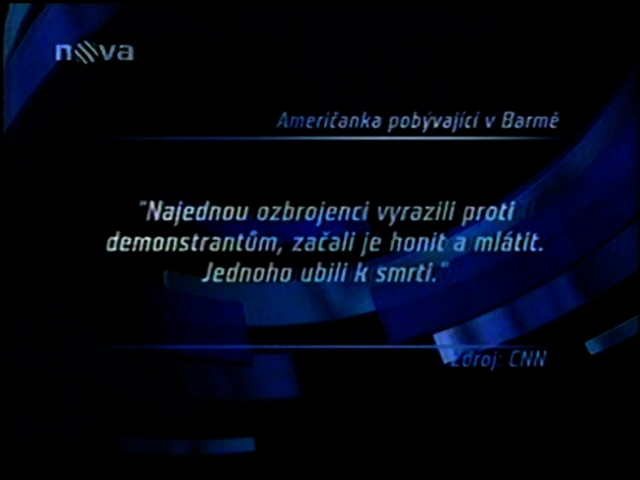 nova
Američanka pobývající v Barmě
"Najednou ozbrojenci vyrazili proti
demonstrantům, začali je honit a mlátit.
Jednoho ubili k smrti."
Zdroj: CNN